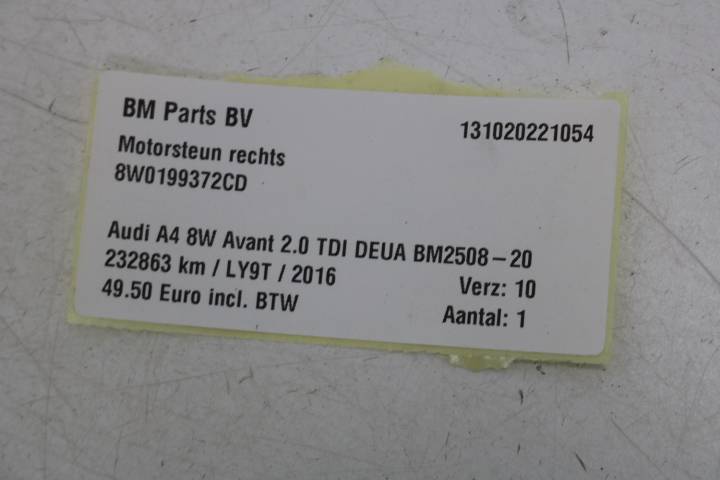 BM Parts BV
131020221054
Motorsteun rechts
8W0199372CD
Audi A4 8W Avant 2.0 TDI DEUA BM2508-20
232863 km / LY9T / 2016
Verz: 10
49.50 Euro incl. BTW
Aantal: 1